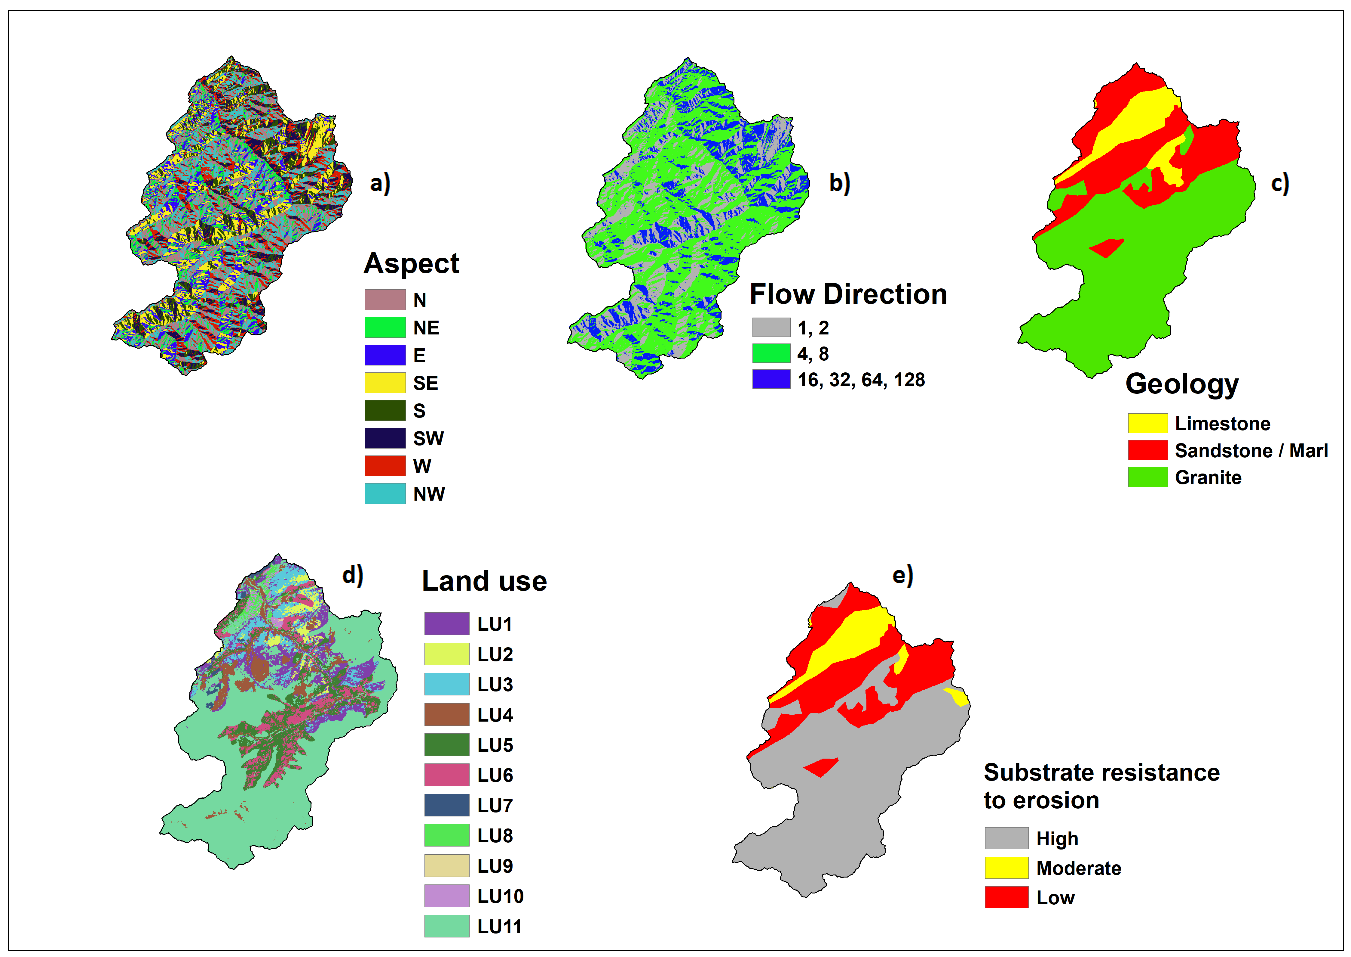 a)
Aspect
N
NE
E
SE
S
SW
W
NW
b)
Flow Direction
1, 2
4, 8
16, 32, 64, 128
c)
Geology
Limestone
Sandstone / Marl
Granite
d)
Land use
LU1
LU2
LU3
LU4
LU5
LU6
LU7
LU8
LU9
LU10
LU11
e)
Substrate resistance
to erosion
High
Moderate
Low